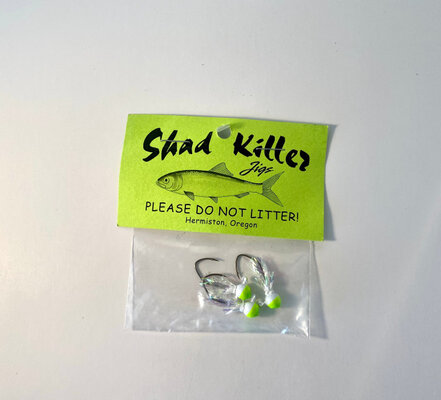 Shad Killer
Jigs
PLEASE DO NOT LITTER!
Hermiston, Oregon